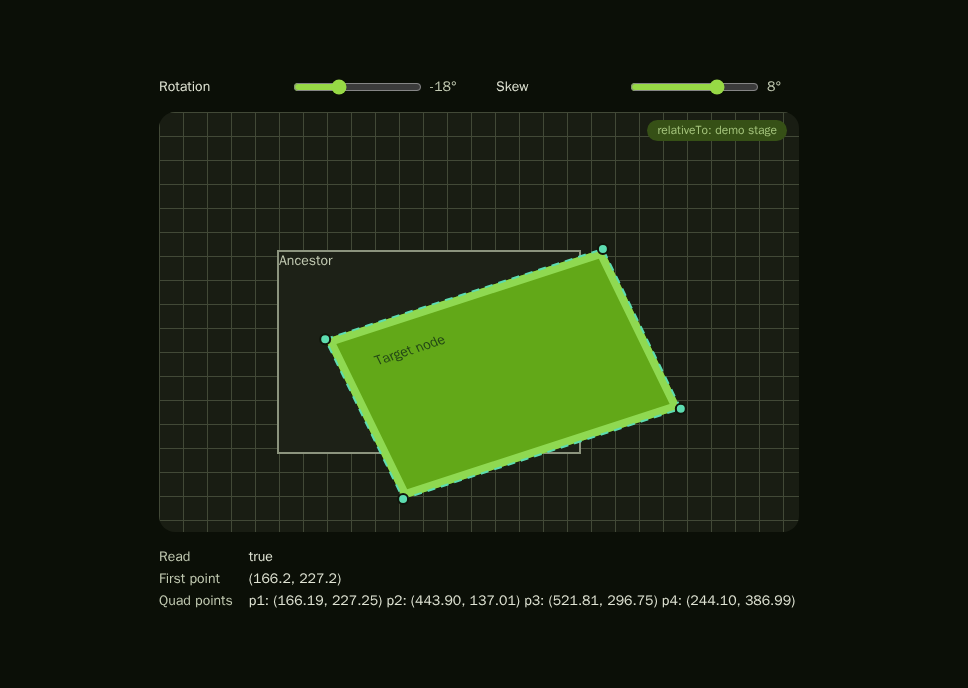 Rotation -18° Skew 8°
relativeTo: demo stage
Ancestor
Target node
Read true
First point (166.2, 227.2)
Quad points p1: (166.19, 227.25) p2: (443.90, 137.01) p3: (521.81, 296.75) p4: (244.10, 386.99)